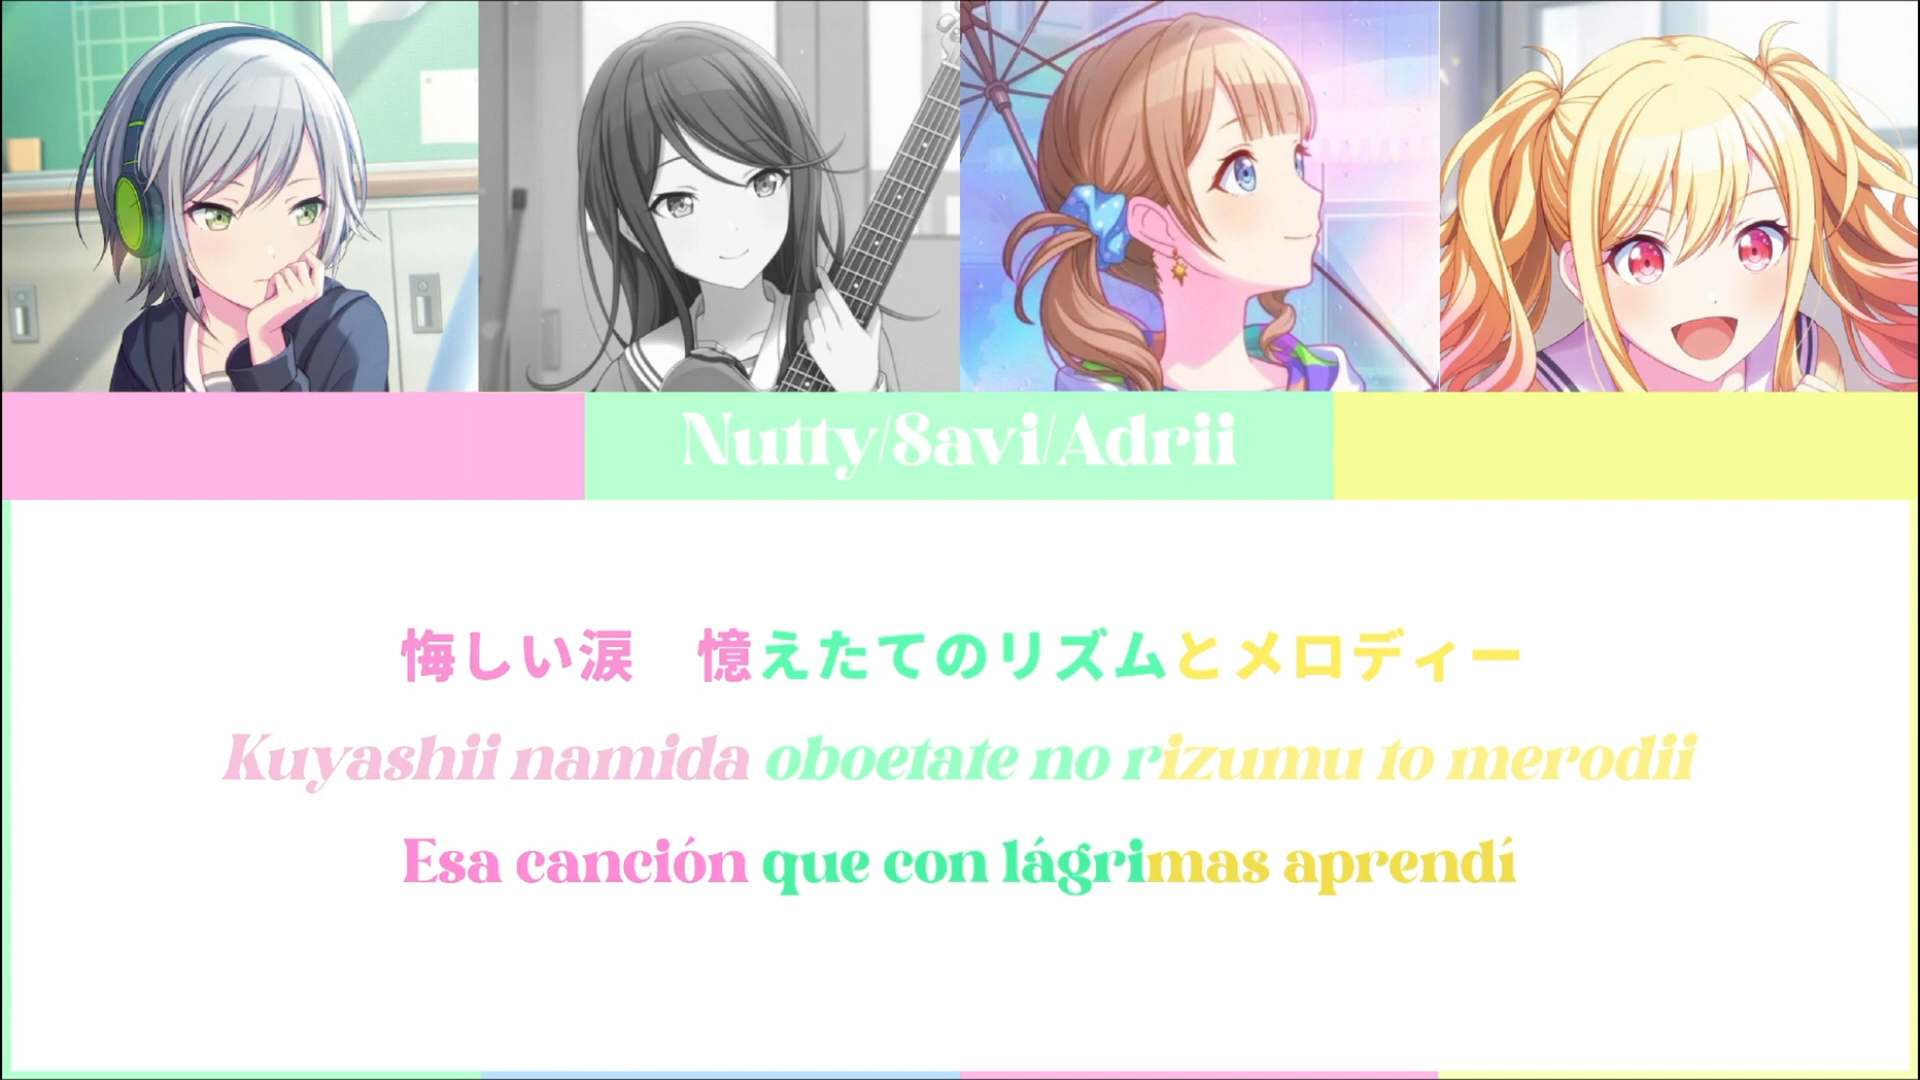 Nutty/Savi/Adrii
悔しい涙　憶えたてのリズムとメロディー
Kuyashii namida oboetate no rizumu to merodii
Esa canción que con lágrimas aprendí